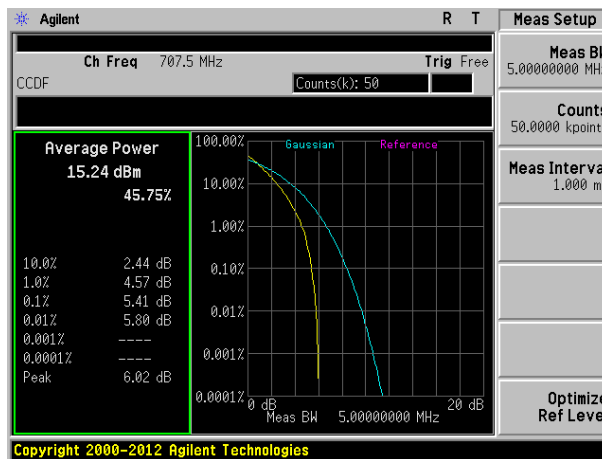 Agilent R T Meas Setup
Ch Freq 707.5 MHz Trig Free
CCDF Counts(k): 50
Average Power
15.24 dBm
45.75%
10.0% 2.44 dB
1.0% 4.57 dB
0.1% 5.41 dB
0.01% 5.80 dB
0.001% ----
0.0001% ----
Peak 6.02 dB
Gaussian Reference
100.00%
10.00%
1.00%
0.10%
0.01%
0.001%
0.0001%
0 dB 20 dB
Meas BW 5.00000000 MHz
Meas B
5.00000000 MH
Counts
50.0000 kpoint
Meas Interva
1.000 m
Optimize
Ref Leve
Copyright 2000-2012 Agilent Technologies